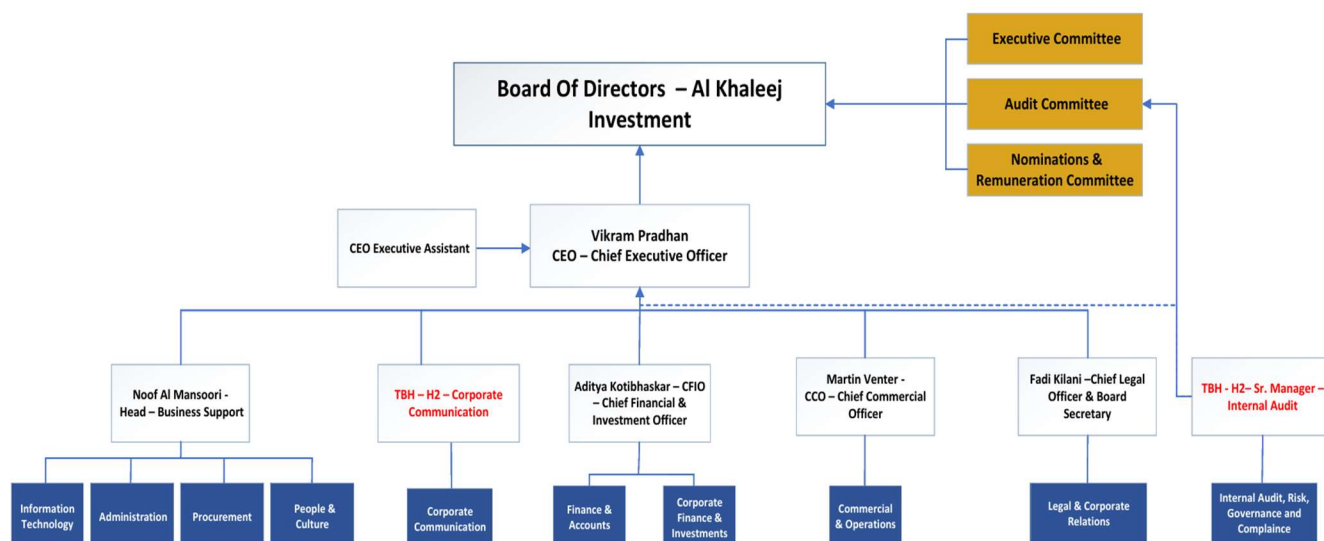 Executive Committee
Board Of Directors – Al Khaleej
Investment
Audit Committee
Nominations &
Remuneration Committee
CEO Executive Assistant
Vikram Pradhan
CEO – Chief Executive Officer
Noof Al Mansoori -
Head – Business Support
TBH – H2 – Corporate
Communication
Aditya Kotibhaskar – CFIO
– Chief Financial &
Investment Officer
Martin Venter -
CCO – Chief Commercial
Officer
Fadi Kilani –Chief Legal
Officer & Board
Secretary
TBH - H2– Sr. Manager –
Internal Audit
Information
Technology
Administration
Procurement
People &
Culture
Corporate
Communication
Finance &
Accounts
Corporate
Finance &
Investments
Commercial
& Operations
Legal & Corporate
Relations
Internal Audit, Risk,
Governance and
Complaince